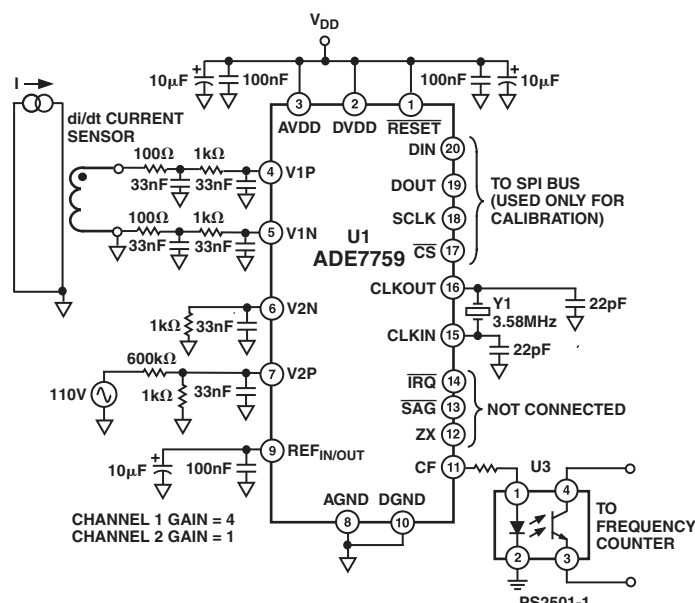 V_DD
I
10μF
+
100nF
100nF
+
10μF
di/dt CURRENT
SENSOR
3
2
1
AVDD
DVDD
RESET
100Ω
1kΩ
33nF
33nF
4
V1P
100Ω
1kΩ
33nF
33nF
5
V1N
U1
ADE7759
DIN
20
DOUT
19
SCLK
18
CS
17
TO SPI BUS
(USED ONLY FOR
CALIBRATION)
6
V2N
1kΩ
33nF
CLKOUT
16
Y1
3.58MHz
22pF
CLKIN
15
22pF
600kΩ
7
V2P
110V
1kΩ
33nF
IRQ
14
SAG
13
ZX
12
NOT CONNECTED
9
REF_IN/OUT
+
10μF
100nF
CF
11
U3
1
4
2
3
TO
FREQUENCY
COUNTER
AGND
DGND
8
10
CHANNEL 1 GAIN = 4
CHANNEL 2 GAIN = 1
PS2501-1